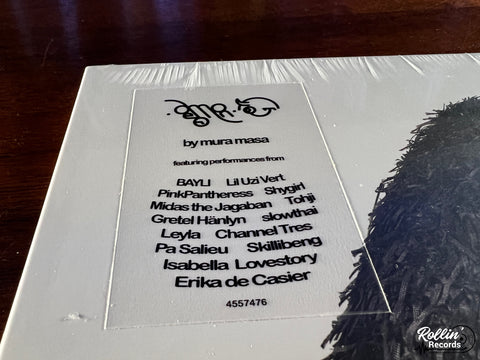 by mura masa
featuring performances from
BAYLI Lil Uzi Vert
PinkPantheress Shygirl
Midas the Jagaban Tohji
Gretel Hänlyn slowthai
Leyla Channel Tres
Pa Salieu Skillibeng
Isabella Lovestory
Erika de Casier
4557476
Rollin'
Records